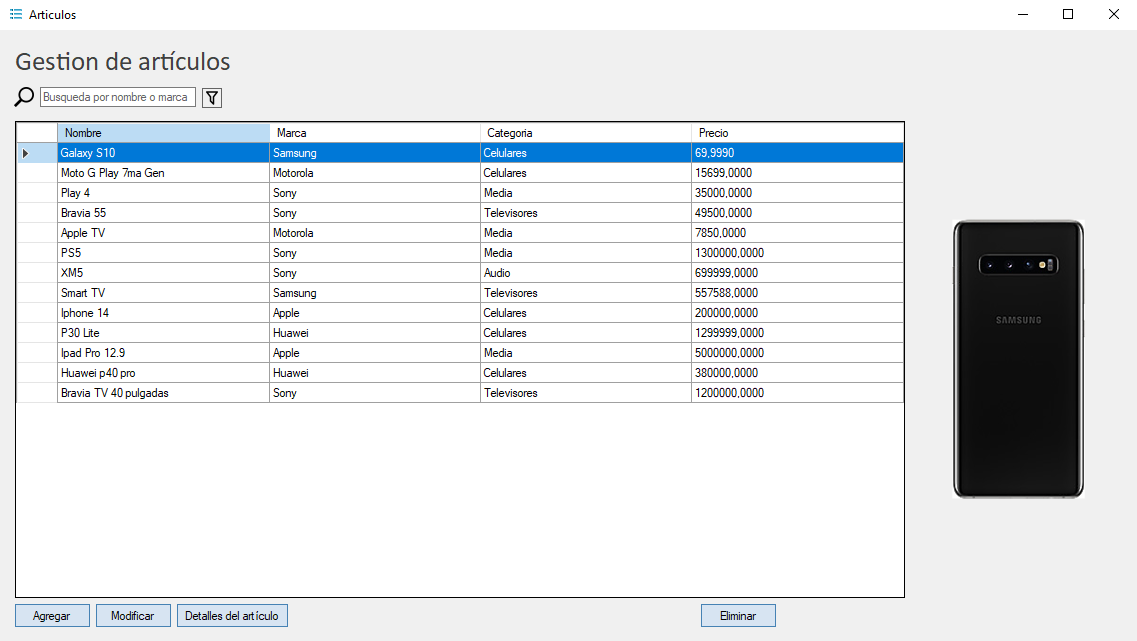 Articulos
Gestion de artículos
Busqueda por nombre o marca
Nombre Marca Categoria Precio
Galaxy S10 Samsung Celulares 69,9990
Moto G Play 7ma Gen Motorola Celulares 15699,0000
Play 4 Sony Media 35000,0000
Bravia 55 Sony Televisores 49500,0000
Apple TV Motorola Media 7850,0000
PS5 Sony Media 1300000,0000
XM5 Sony Audio 699999,0000
Smart TV Samsung Televisores 557588,0000
Iphone 14 Apple Celulares 200000,0000
P30 Lite Huawei Celulares 1299999,0000
Ipad Pro 12.9 Apple Media 5000000,0000
Huawei p40 pro Huawei Celulares 380000,0000
Bravia TV 40 pulgadas Sony Televisores 1200000,0000
SAMSUNG
Agregar Modificar Detalles del artículo Eliminar